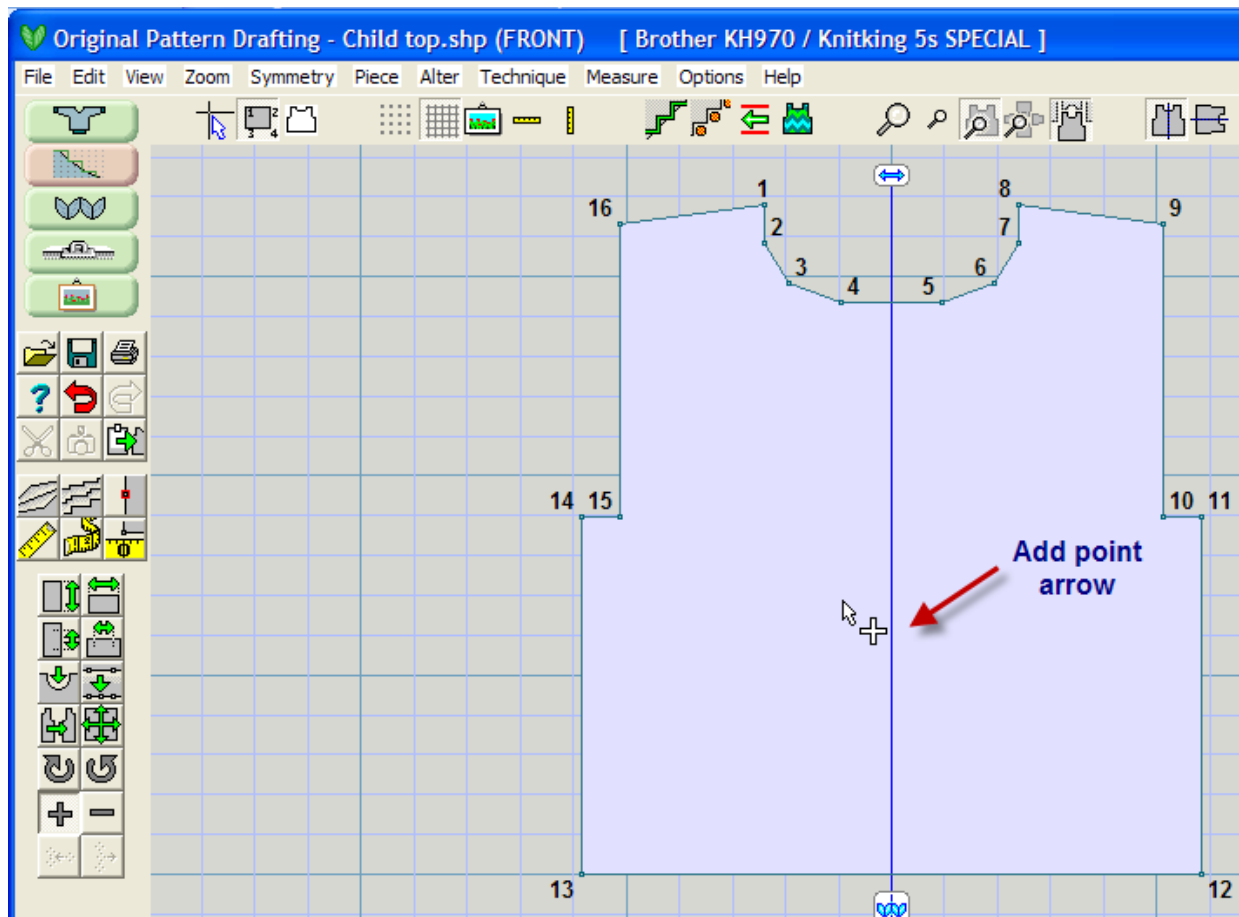 Original Pattern Drafting - Child top.shp (FRONT) [ Brother KH970 / Knitking 5s SPECIAL ]
File Edit View Zoom Symmetry Piece Alter Technique Measure Options Help
1 8
16 9
2 7
3 6
4 5
14 15 10 11
Add point
arrow
13 12